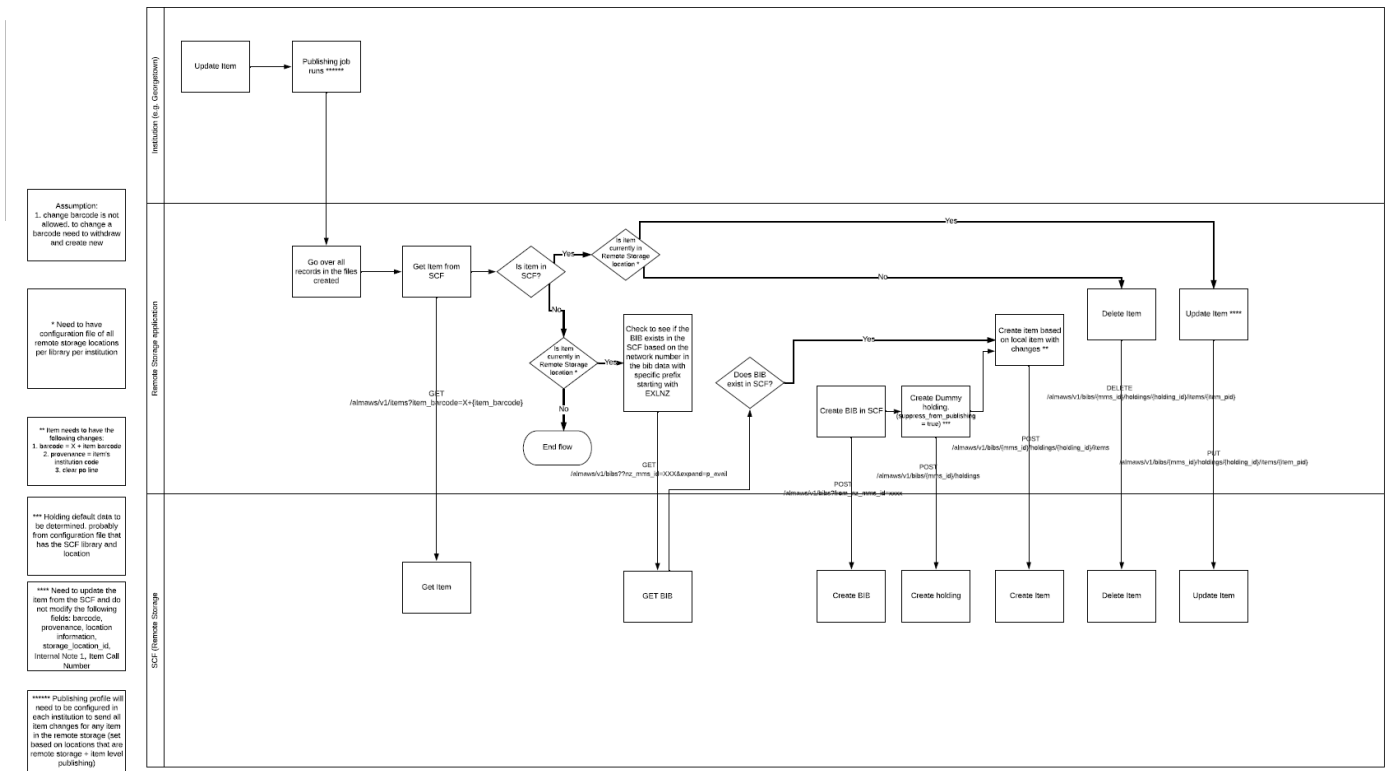 Institution (e.g. Georgetown)
Update Item
Publishing job
runs ******
Assumption:
1. change barcode is not
allowed. to change a
barcode need to withdraw
and create new
* Need to have
configuration file of all
remote storage locations
per library per institution
** Item needs to have the
following changes:
1. barcode = X + item barcode
2. provenance = item's
institution code
3. clear po line
*** Holding default data to
be determined. probably
from configuration file that
has the SCF library and
location
**** Need to update the
item from the SCF and do
not modify the following
fields: barcode,
provenance, location
information,
storage_location_id,
Internal Note 1, Item Call
Number
****** Publishing profile will
need to be configured in
each institution to send all
item changes for any item
in the remote storage (set
based on locations that are
remote storage + item level
publishing)
Remote Storage application
Go over all
records in the files
created
Get Item from
SCF
Is item in
SCF?
Yes
Is item
currently in
Remote Storage
location *
Yes
No
No
Is item
currently in
Remote Storage
location *
Yes
No
End flow
Check to see if the
BIB exists in the
SCF based on the
network number in
the bib data with
specific prefix
starting with
EXLNZ
Does BIB
exist in SCF?
Yes
Create BIB in SCF
Create Dummy
holding.
(suppress_from_publishing
= true) ***
Create item based
on local item with
changes **
Delete Item
Update Item ****
GET
/almaws/v1/items?item_barcode=X+{item_barcode}
GET
/almaws/v1/bibs??nz_mms_id=XXX&expand=p_avail
POST
/almaws/v1/bibs?from_nz_mms_id=xxxx
POST
/almaws/v1/bibs/{mms_id}/holdings
POST
/almaws/v1/bibs/{mms_id}/holdings/{holding_id}/items
DELETE
/almaws/v1/bibs/{mms_id}/holdings/{holding_id}/items/{item_pid}
PUT
/almaws/v1/bibs/{mms_id}/holdings/{holding_id}/items/{item_pid}
SCF (Remote Storage
Get Item
GET BIB
Create BIB
Create holding
Create Item
Delete Item
Update Item